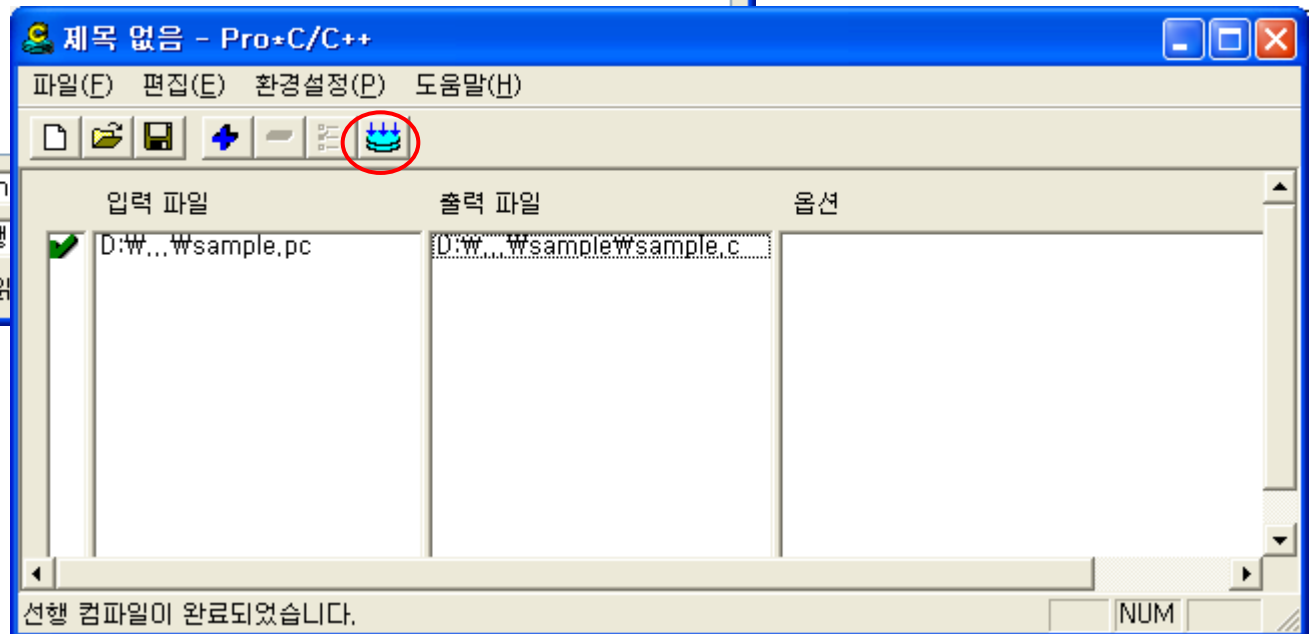 제목 없음 - Pro*C/C++
파일(F) 편집(E) 환경설정(P) 도움말(H)
입력 파일 출력 파일 옵션
D:₩...₩sample.pc D:₩...₩sample₩sample.c
선행 컴파일이 완료되었습니다. NUM